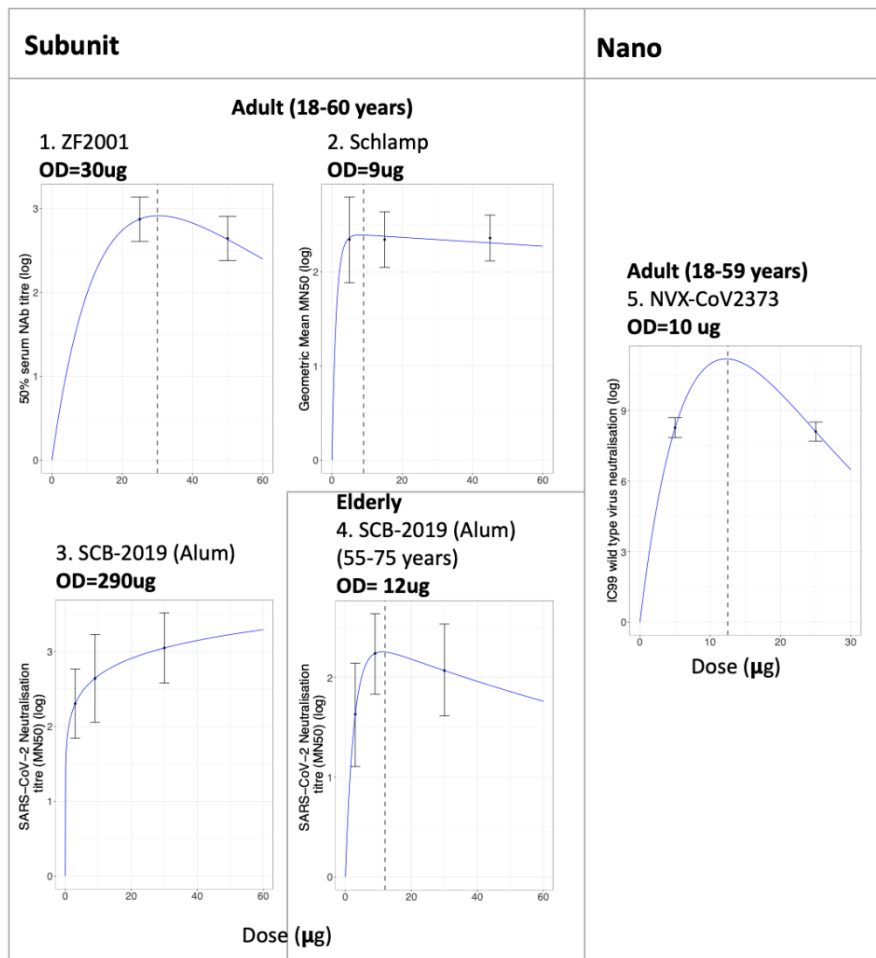 Subunit
Nano
Adult (18-60 years)
1. ZF2001
OD=30ug
50% serum NAb titre (log)
3
2
1
0
0 20 40 60
2. Schlamp
OD=9ug
Geometric Mean MN50 (log)
2
1
0
0 20 40 60
3. SCB-2019 (Alum)
OD=290ug
SARS-CoV-2 Neutralisation
titre (MN50) (log)
3
2
1
0
0 20 40 60
Elderly
4. SCB-2019 (Alum)
(55-75 years)
OD= 12ug
SARS-CoV-2 Neutralisation
titre (MN50) (log)
2
1
0
0 20 40 60
Dose (μg)
Adult (18-59 years)
5. NVX-CoV2373
OD=10 ug
IC99 wild type virus neutralisation (log)
9
6
3
0
0 10 20 30
Dose (μg)